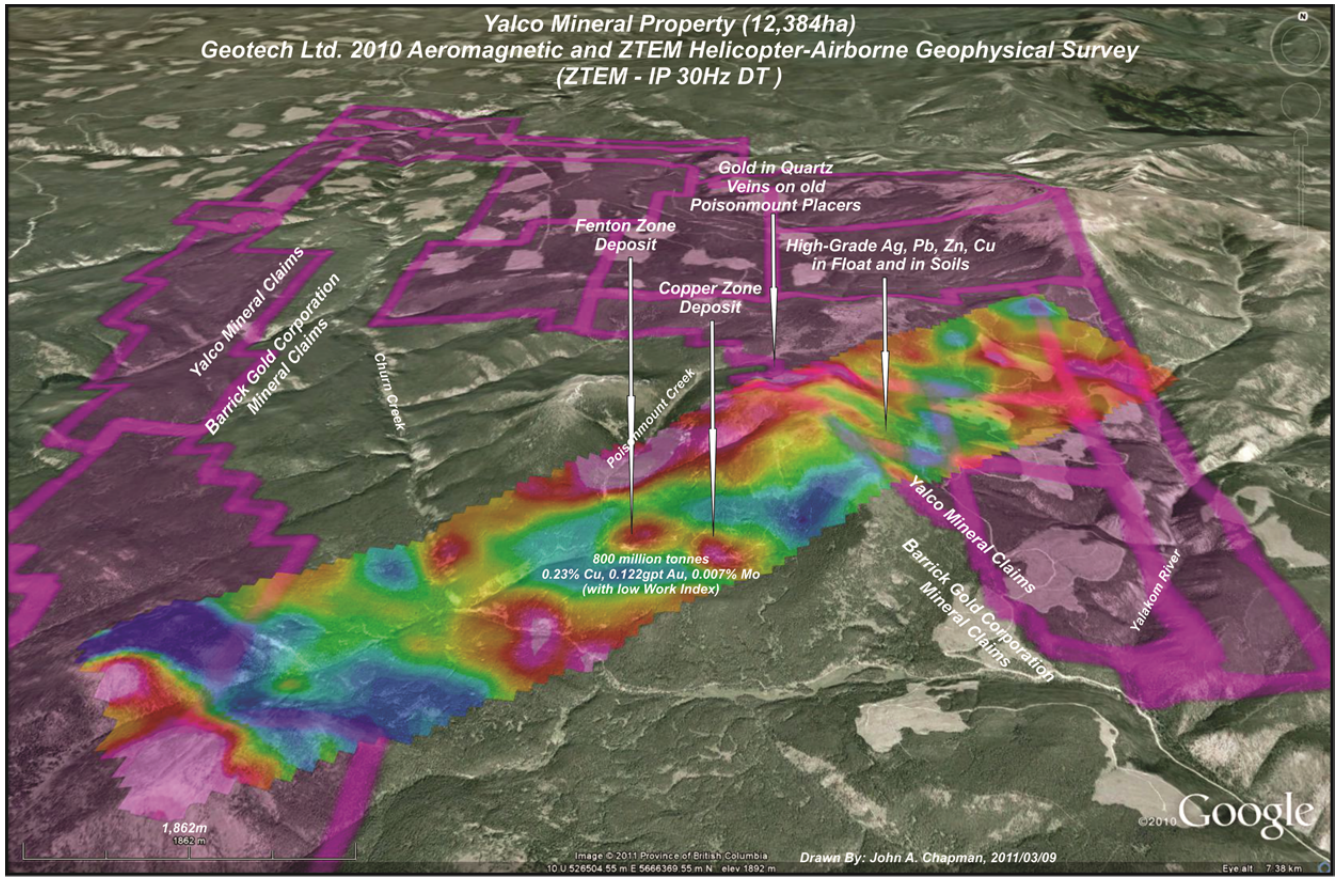 Yalco Mineral Property (12,384ha)
Geotech Ltd. 2010 Aeromagnetic and ZTEM Helicopter-Airborne Geophysical Survey
(ZTEM - IP 30Hz DT )
N
Gold in Quartz
Veins on old
Poisonmount Placers
Fenton Zone
Deposit
High-Grade Ag, Pb, Zn, Cu
in Float and in Soils
Copper Zone
Deposit
Yalco Mineral Claims
Barrick Gold Corporation
Mineral Claims
Churn Creek
Poisonmount Creek
800 million tonnes
0.23% Cu, 0.122gpt Au, 0.007% Mo
(with low Work Index)
Yalco Mineral Claims
Barrick Gold Corporation
Mineral Claims
Yalakom River
1,862m
1862 m
©2010 Google
Image © 2011 Province of British Columbia
Drawn By: John A. Chapman, 2011/03/09
10 U 526504.55 m E 5666369.55 m N elev 1892 m
Eye alt 7.38 km